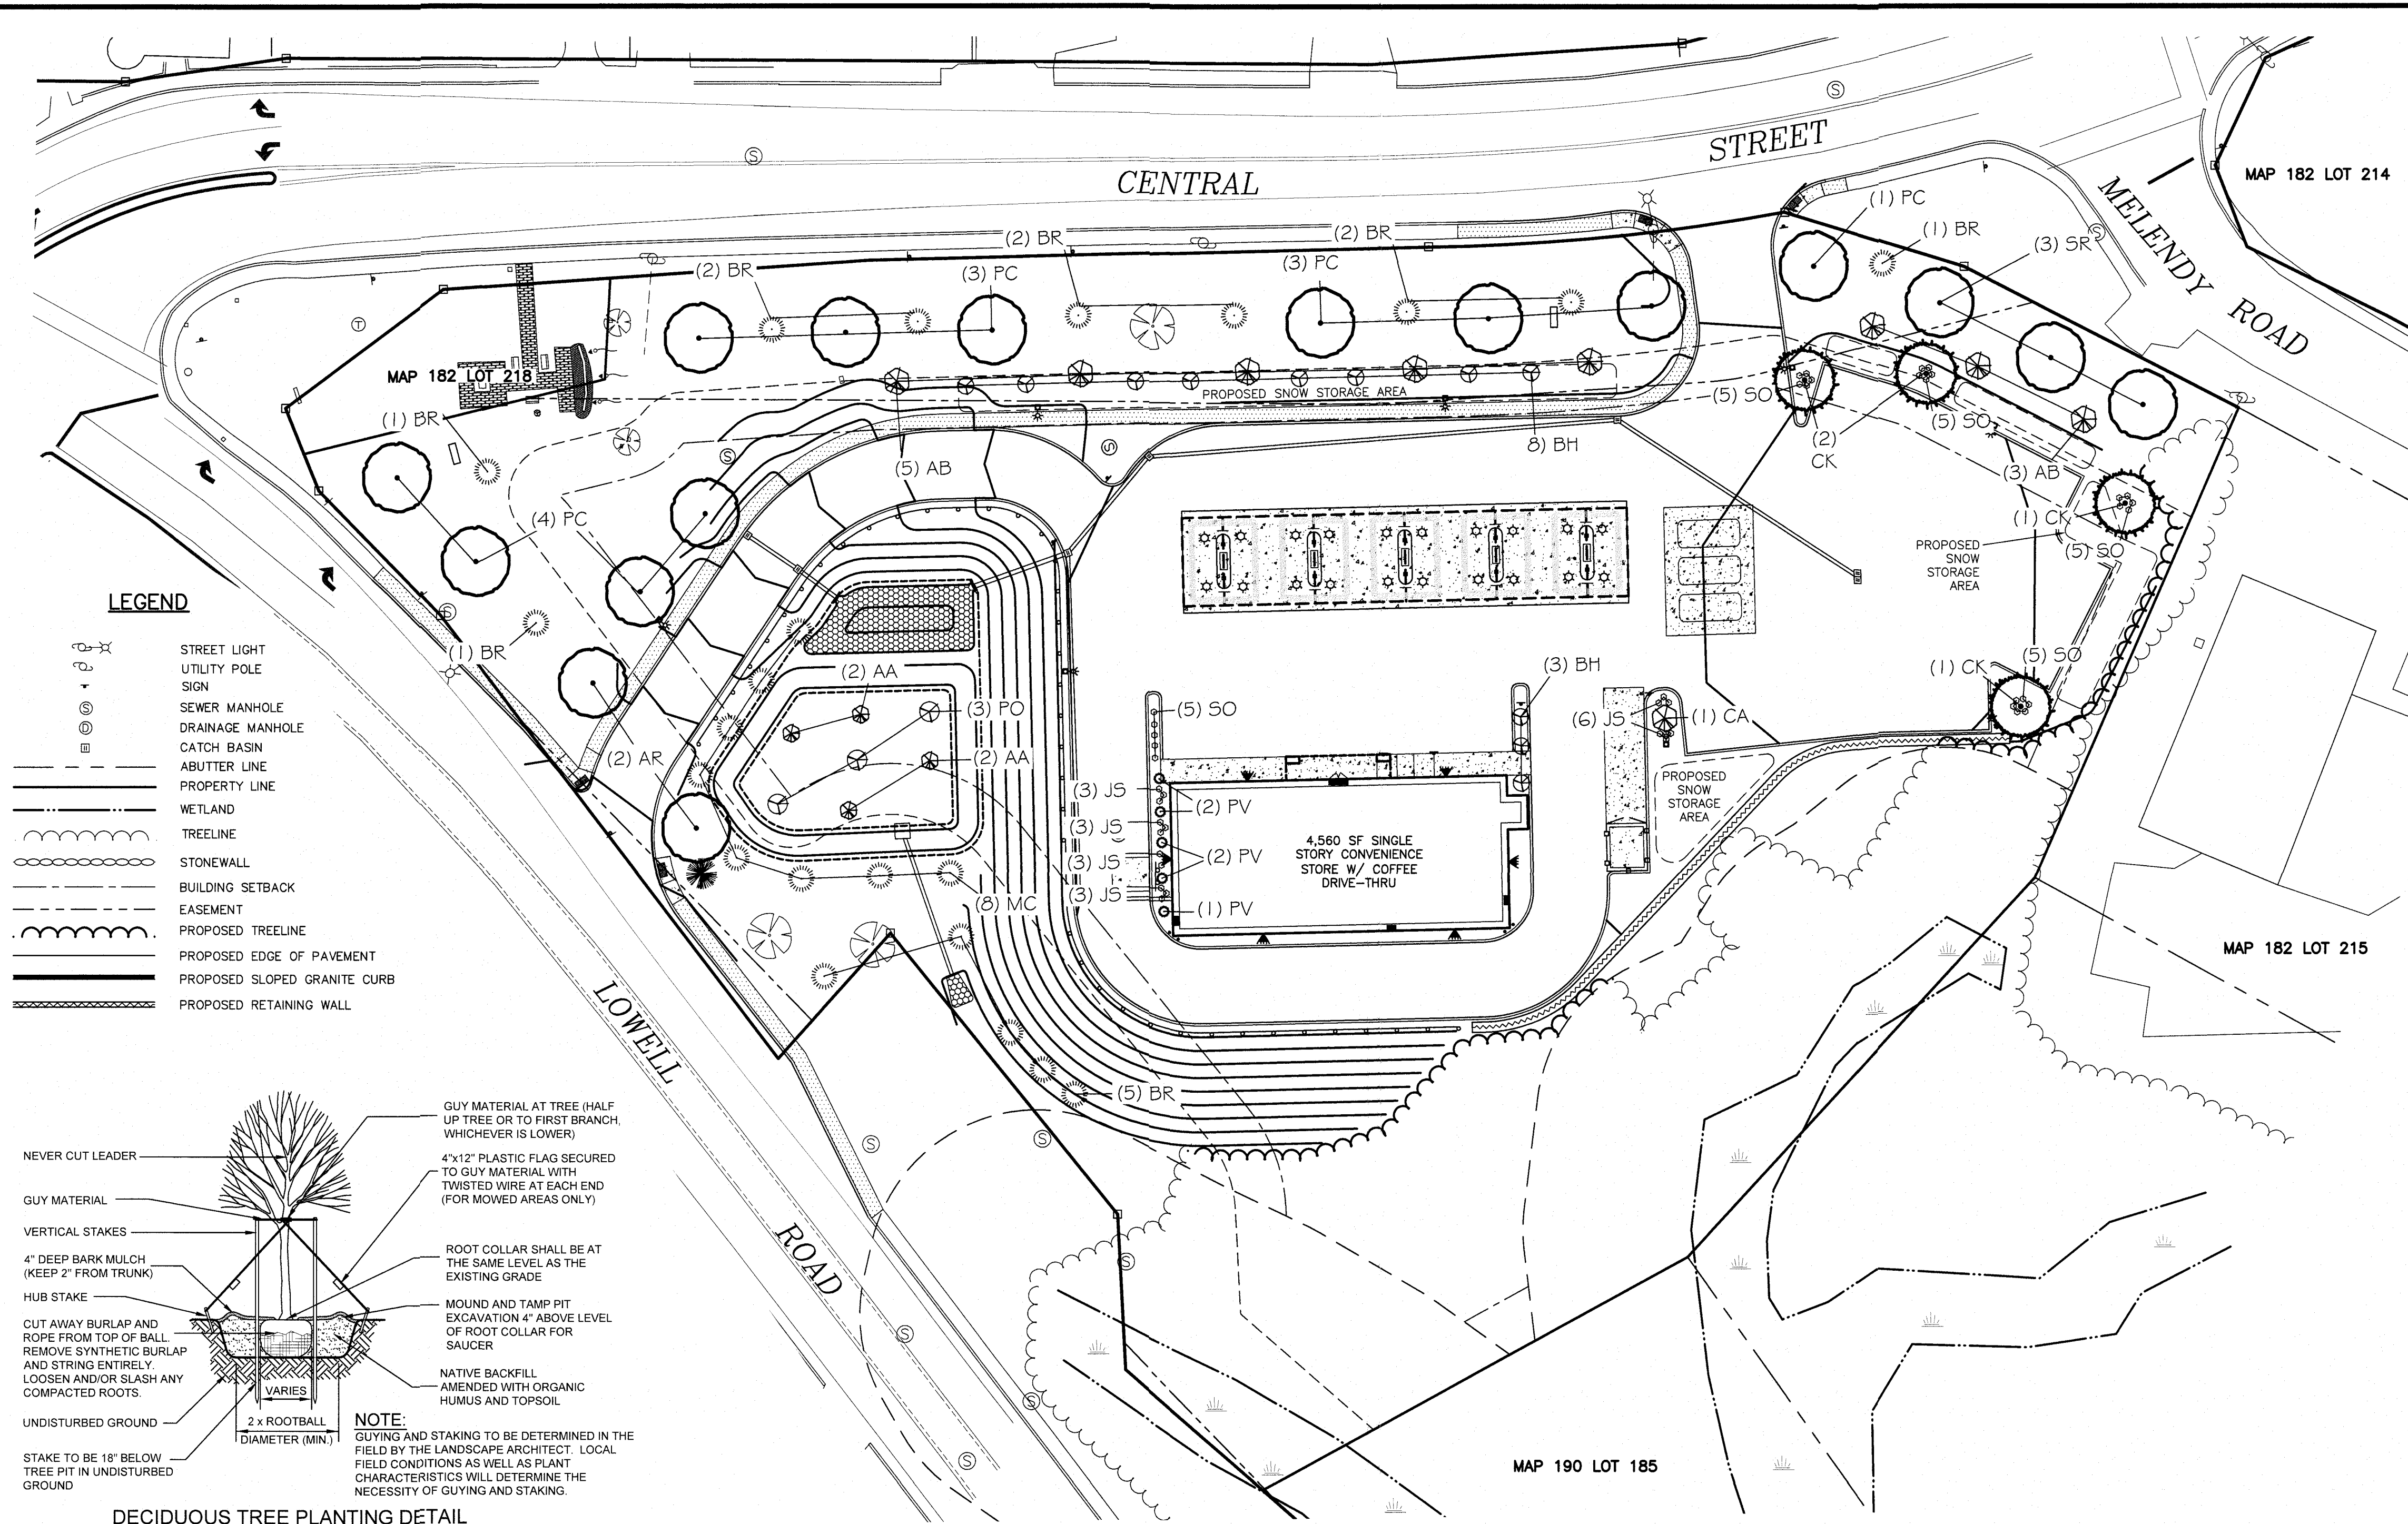 CENTRAL
STREET
MELENDY ROAD
MAP 182 LOT 214
(1) PC
(1) BR
(3) SR
(2) BR
(2) BR
(2) BR
(3) PC
(3) PC
MAP 182 LOT 218
PROPOSED SNOW STORAGE AREA
(5) SO
(5) SO
(2)
CK
(1) BR
(5) AB
8) BH
(3) AB
(4) PC
(1) CK
(5) SO
PROPOSED
SNOW
STORAGE
AREA
(1) BR
(2) AA
(3) BH
(1) CK
(5) SO
(3) PO
(5) SO
(6) JS
(1) CA
(2) AR
(2) AA
(3) JS
(2) PV
(3) JS
(2) PV
(3) JS
(3) JS
(1) PV
(8) MC
PROPOSED
SNOW
STORAGE
AREA
4,560 SF SINGLE
STORY CONVENIENCE
STORE W/ COFFEE
DRIVE-THRU
MAP 182 LOT 215
(5) BR
LOWELL
ROAD
MAP 190 LOT 185
LEGEND
STREET LIGHT
UTILITY POLE
SIGN
S SEWER MANHOLE
D DRAINAGE MANHOLE
CATCH BASIN
ABUTTER LINE
PROPERTY LINE
WETLAND
TREELINE
STONEWALL
BUILDING SETBACK
EASEMENT
PROPOSED TREELINE
PROPOSED EDGE OF PAVEMENT
PROPOSED SLOPED GRANITE CURB
PROPOSED RETAINING WALL
NEVER CUT LEADER
GUY MATERIAL
VERTICAL STAKES
4" DEEP BARK MULCH
(KEEP 2" FROM TRUNK)
HUB STAKE
CUT AWAY BURLAP AND
ROPE FROM TOP OF BALL.
REMOVE SYNTHETIC BURLAP
AND STRING ENTIRELY.
LOOSEN AND/OR SLASH ANY
COMPACTED ROOTS.
UNDISTURBED GROUND
STAKE TO BE 18" BELOW
TREE PIT IN UNDISTURBED
GROUND
VARIES
2 x ROOTBALL
DIAMETER (MIN.)
GUY MATERIAL AT TREE (HALF
UP TREE OR TO FIRST BRANCH,
WHICHEVER IS LOWER)
4"x12" PLASTIC FLAG SECURED
TO GUY MATERIAL WITH
TWISTED WIRE AT EACH END
(FOR MOWED AREAS ONLY)
ROOT COLLAR SHALL BE AT
THE SAME LEVEL AS THE
EXISTING GRADE
MOUND AND TAMP PIT
EXCAVATION 4" ABOVE LEVEL
OF ROOT COLLAR FOR
SAUCER
NATIVE BACKFILL
AMENDED WITH ORGANIC
HUMUS AND TOPSOIL
NOTE:
GUYING AND STAKING TO BE DETERMINED IN THE
FIELD BY THE LANDSCAPE ARCHITECT. LOCAL
FIELD CONDITIONS AS WELL AS PLANT
CHARACTERISTICS WILL DETERMINE THE
NECESSITY OF GUYING AND STAKING.
DECIDUOUS TREE PLANTING DETAIL